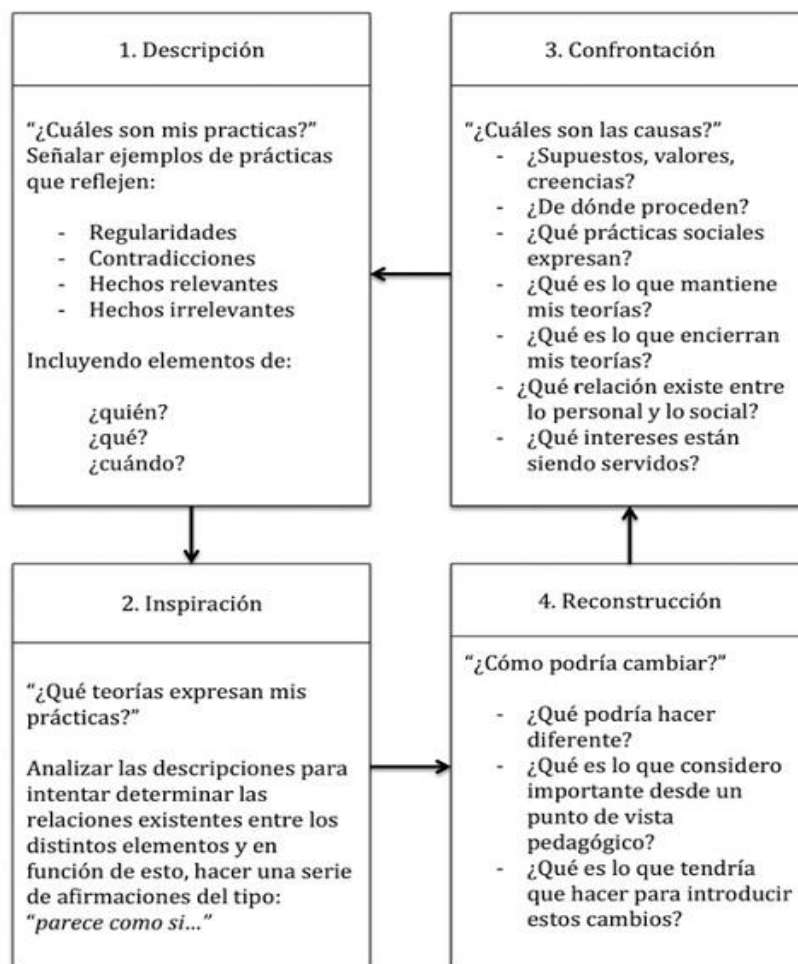 1. Descripción
“¿Cuáles son mis practicas?”
Señalar ejemplos de prácticas
que reflejen:
- Regularidades
- Contradicciones
- Hechos relevantes
- Hechos irrelevantes
Incluyendo elementos de:
¿quién?
¿qué?
¿cuándo?
2. Inspiración
“¿Qué teorías expresan mis
prácticas?”
Analizar las descripciones para
intentar determinar las
relaciones existentes entre los
distintos elementos y en
función de esto, hacer una serie
de afirmaciones del tipo:
“parece como si...”
3. Confrontación
“¿Cuáles son las causas?”
- ¿Supuestos, valores,
creencias?
- ¿De dónde proceden?
- ¿Qué prácticas sociales
expresan?
- ¿Qué es lo que mantiene
mis teorías?
- ¿Qué es lo que encierran
mis teorías?
- ¿Qué relación existe entre
lo personal y lo social?
- ¿Qué intereses están
siendo servidos?
4. Reconstrucción
“¿Cómo podría cambiar?”
- ¿Qué podría hacer
diferente?
- ¿Qué es lo que considero
importante desde un
punto de vista
pedagógico?
- ¿Qué es lo que tendría
que hacer para introducir
estos cambios?